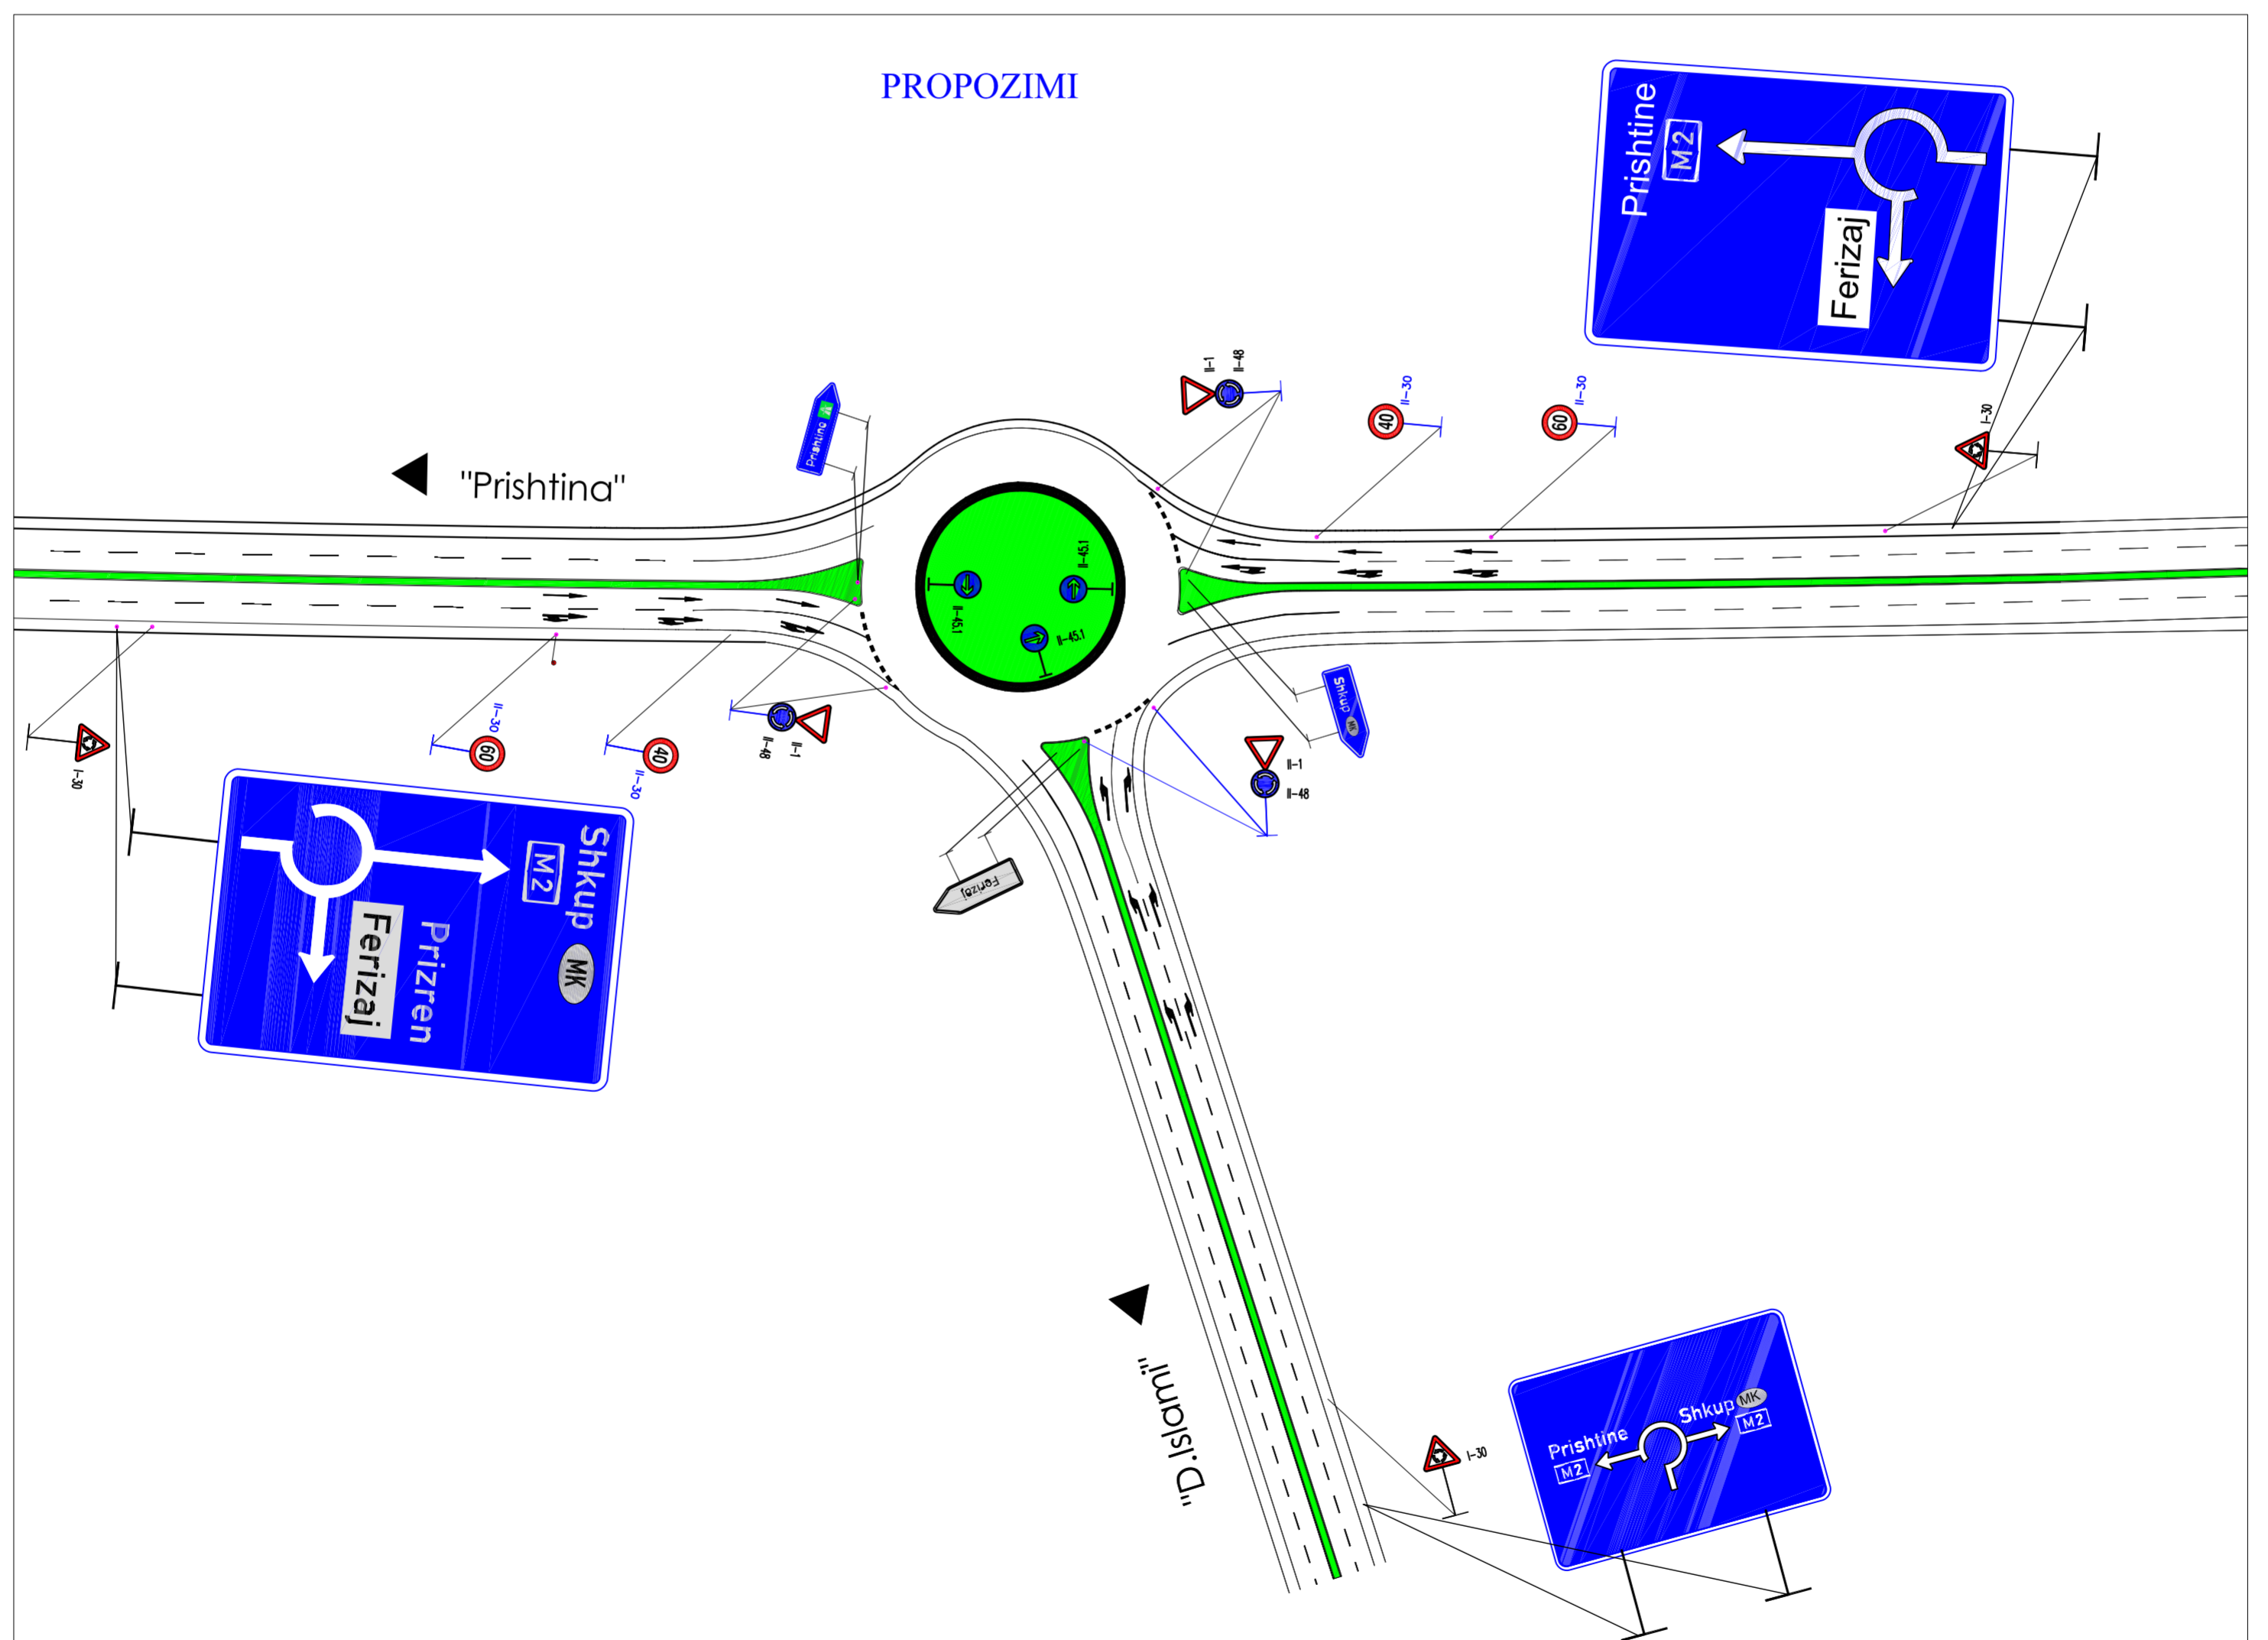 PROPOZIMI
Prishtine
M2
Ferizaj
II-1
II-48
40
II-30
60
II-30
I-30
Prishtine
"Prishtina"
II-45.1
II-45.1
II-45.1
Shkup
MK
I-30
60
II-30
40
II-30
II-48
II-1
II-1
II-48
Ferizaj
Shkup
MK
M2
Prizren
Ferizaj
"D.Islami"
I-30
Prishtine
M2
Shkup
MK
M2